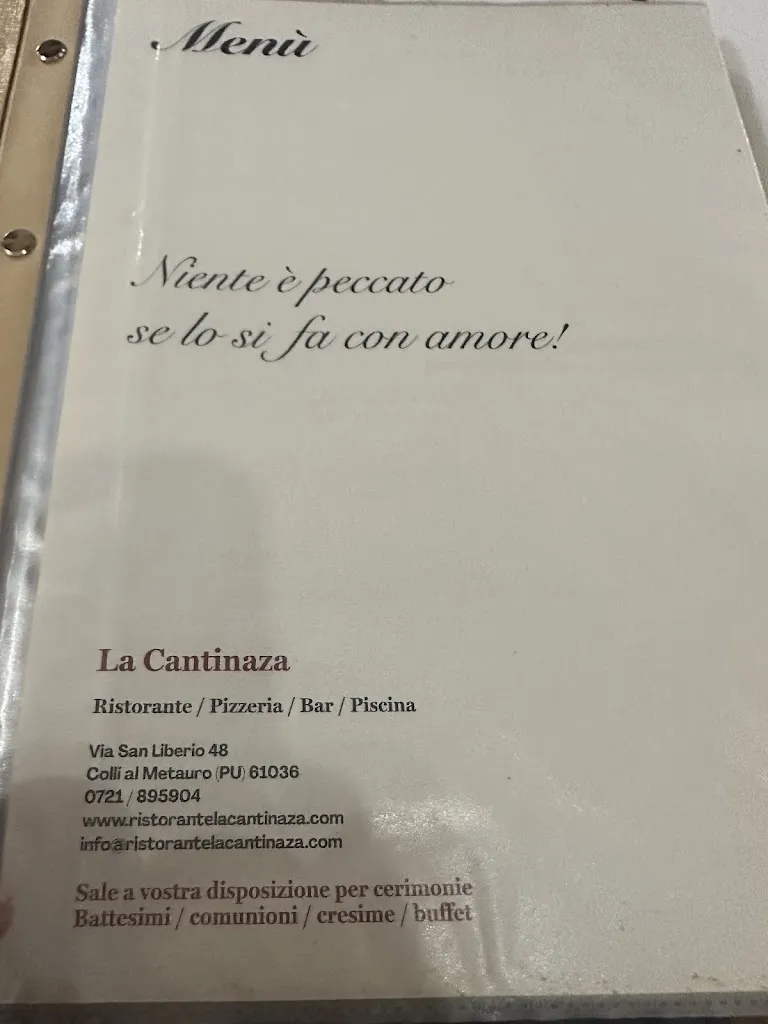 Menù
Niente è peccato
se lo si fa con amore!
La Cantinaza
Ristorante / Pizzeria / Bar / Piscina
Via San Liberio 48
Colli al Metauro (PU) 61036
0721 / 895904
www.ristorantelacantinaza.com
info@ristorantelacantinaza.com
Sale a vostra disposizione per cerimonie
Battesimi / comunioni / cresime / buffet